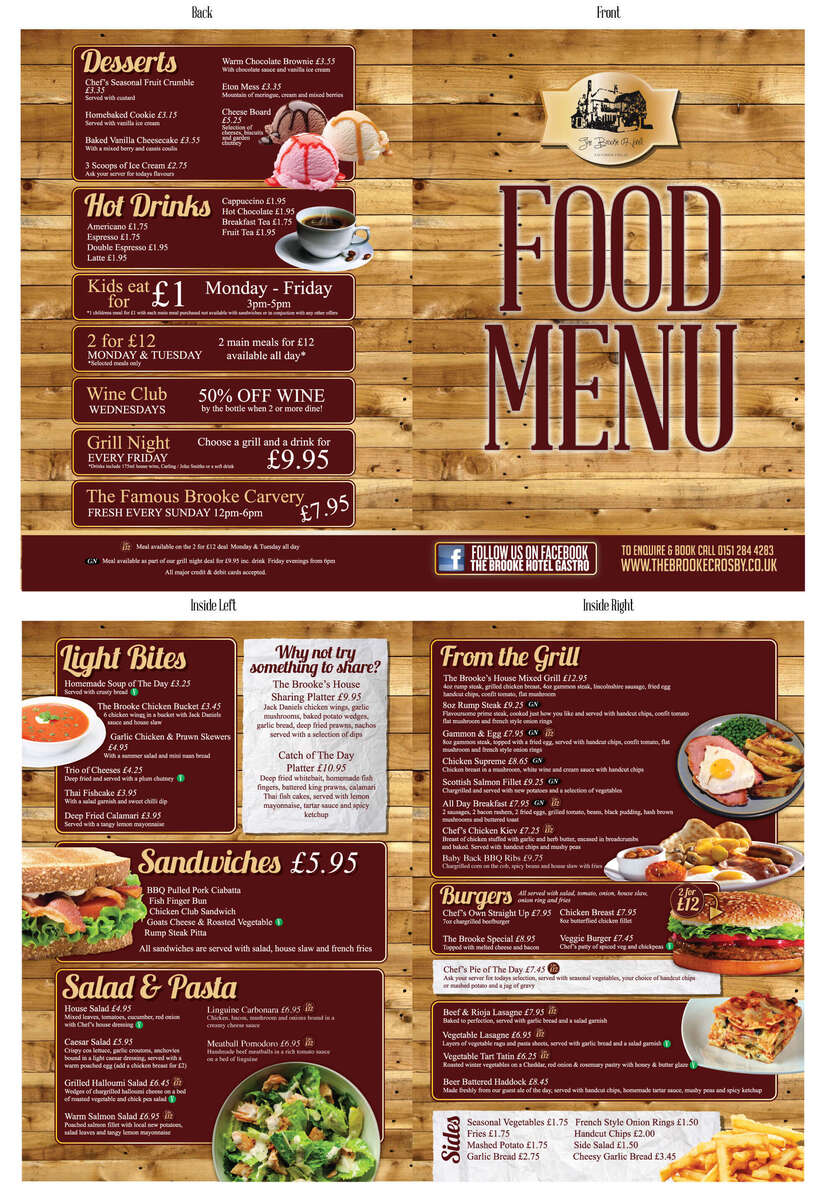 Back
Front
Desserts
Chef's Seasonal Fruit Crumble
£3.35
Served with custard
Homebaked Cookie £3.15
Served with vanilla ice cream
Baked Vanilla Cheesecake £3.55
With a mixed berry and cassis coulis
3 Scoops of Ice Cream £2.75
Ask your server for todays flavours
Warm Chocolate Brownie £3.55
With chocolate sauce and vanilla ice cream
Eton Mess £3.35
Mountain of meringue, cream and mixed berries
Cheese Board
£5.25
Selection of
cheeses, biscuits
and garden
chutney
Hot Drinks
Americano £1.75
Espresso £1.75
Double Espresso £1.95
Latte £1.95
Cappuccino £1.95
Hot Chocolate £1.95
Breakfast Tea £1.75
Fruit Tea £1.95
Kids eat
for £1
Monday - Friday
3pm-5pm
*1 childrens meal for £1 with each main meal purchased not available with sandwiches or in conjction with any other offers
2 for £12
MONDAY & TUESDAY
*Selected meals only
2 main meals for £12
available all day*
Wine Club
WEDNESDAYS
50% OFF WINE
by the bottle when 2 or more dine!
Grill Night
EVERY FRIDAY
*Drinks include 175ml house wine, Carling / John Smiths or a soft drink
Choose a grill and a drink for
£9.95
The Famous Brooke Carvery
FRESH EVERY SUNDAY 12pm-6pm
£7.95
Meal available on the 2 for £12 deal Monday & Tuesday all day
GN Meal available as part of our grill night deal for £9.95 inc. drink Friday evenings from 6pm
All major credit & debit cards accepted.
The Brooke Hotel
FOOD
MENU
FOLLOW US ON FACEBOOK
THE BROOKE HOTEL GASTRO
TO ENQUIRE & BOOK CALL 0151 284 4283
WWW.THEBROOKECROSBY.CO.UK
Inside Left
Inside Right
Light Bites
Homemade Soup of The Day £3.25
Served with crusty bread V
The Brooke Chicken Bucket £3.45
6 chicken wings in a bucket with Jack Daniels
sauce and house slaw
Garlic Chicken & Prawn Skewers
£4.95
With a summer salad and mini naan bread
Trio of Cheeses £4.25
Deep fried and served with a plum chutney V
Thai Fishcake £3.95
With a salad garnish and sweet chilli dip
Deep Fried Calamari £3.95
Served with a tangy lemon mayonnaise
Why not try
something to share?
The Brooke's House
Sharing Platter £9.95
Jack Daniels chicken wings, garlic
mushrooms, baked potato wedges,
garlic bread, deep fried prawns, nachos
served with a selection of dips
Catch of The Day
Platter £10.95
Deep fried whitebait, homemade fish
fingers, battered king prawns, calamari
Thai fish cakes, served with lemon
mayonnaise, tartar sauce and spicy
ketchup
Sandwiches £5.95
BBQ Pulled Pork Ciabatta
Fish Finger Bun
Chicken Club Sandwich
Goats Cheese & Roasted Vegetable V
Rump Steak Pitta
All sandwiches are served with salad, house slaw and french fries
Salad & Pasta
House Salad £4.95
Mixed leaves, tomatoes, cucumber, red onion
with Chef's house dressing V
Caesar Salad £5.95
Crispy cos lettuce, garlic croutons, anchovies
bound in a light caesar dressing, served with a
warm poached egg (add a chicken breast for £2)
Grilled Halloumi Salad £6.45
Wedges of chargrilled halloumi cheese on a bed
of roasted vegetable and chick pea salad V
Warm Salmon Salad £6.95
Poached salmon fillet with local new potatoes,
salad leaves and tangy lemon mayonnaise
Linguine Carbonara £6.95
Chicken, bacon, mushroom and onions bound in a
creamy cheese sauce
Meatball Pomodoro £6.95
Handmade beef meatballs in a rich tomato sauce
on a bed of linguine
From the Grill
The Brooke's House Mixed Grill £12.95
4oz rump steak, grilled chicken breast, 4oz gammon steak, lincolnshire sausage, fried egg
handcut chips, confit tomato, flat mushroom
8oz Rump Steak £9.25 GN
Flavoursome prime steak, cooked just how you like and served with handcut chips, confit tomato
flat mushroom and french style onion rings
Gammon & Egg £7.95 GN
8oz gammon steak, topped with a fried egg, served with handcut chips, confit tomato, flat
mushroom and french style onion rings
Chicken Supreme £8.65 GN
Chicken breast in a mushroom, white wine and cream sauce with handcut chips
Scottish Salmon Fillet £9.25 GN
Chargrilled and served with new potatoes and a selection of vegetables
All Day Breakfast £7.95 GN
2 sausages, 2 bacon rashers, 2 fried eggs, grilled tomato, beans, black pudding, hash brown
mushrooms and buttered toast
Chef's Chicken Kiev £7.25
Breast of chicken stuffed with garlic and herb butter, encased in breadcrumbs
and baked. Served with handcut chips and mushy peas
Baby Back BBQ Ribs £9.75
Chargrilled corn on the cob, spicy beans and house slaw with fries
Burgers
All served with salad, tomato, onion, house slaw,
onion ring and fries
2 for
£12
Chef's Own Straight Up £7.95
7oz chargrilled beefburger
The Brooke Special £8.95
Topped with melted cheese and bacon
Chicken Breast £7.95
8oz butterflied chicken fillet
Veggie Burger £7.45
Chef's patty of spiced veg and chickpeas V
Chef's Pie of The Day £7.45
Ask your server for todays selection, served with seasonal vegetables, your choice of handcut chips
or mashed potato and a jug of gravy
Beef & Rioja Lasagne £7.95
Baked to perfection, served with garlic bread and a salad garnish
Vegetable Lasagne £6.95
Layers of vegetable ragu and pasta sheets, served with garlic bread and a salad garnish V
Vegetable Tart Tatin £6.25
Roasted winter vegetables on a Cheddar, red onion & rosemary pastry with honey & butter glaze V
Beer Battered Haddock £8.45
Made freshly from our guest ale of the day, served with handcut chips, homemade tartar sauce, mushy peas and spicy ketchup
Sides
Seasonal Vegetables £1.75
Fries £1.75
Mashed Potato £1.75
Garlic Bread £2.75
French Style Onion Rings £1.50
Handcut Chips £2.00
Side Salad £1.50
Cheesy Garlic Bread £3.45